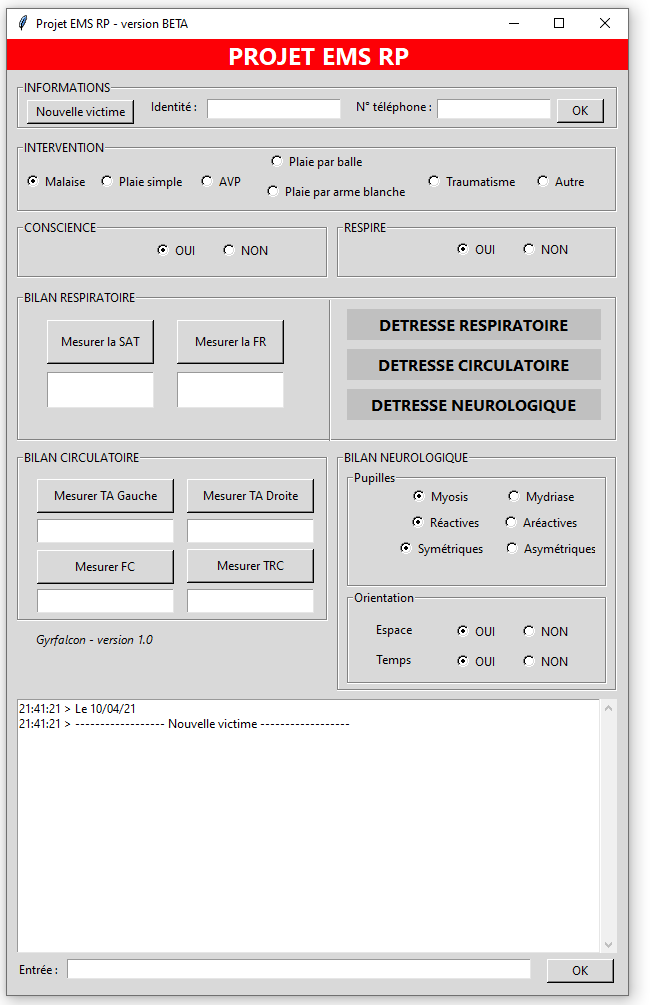 Projet EMS RP - version BETA
PROJET EMS RP
INFORMATIONS
Nouvelle victime Identité : N° téléphone : OK
INTERVENTION
Plaie par balle
Malaise Plaie simple AVP Traumatisme Autre
Plaie par arme blanche
CONSCIENCE RESPIRE
OUI NON OUI NON
BILAN RESPIRATOIRE
Mesurer la SAT Mesurer la FR
DETRESSE RESPIRATOIRE
DETRESSE CIRCULATOIRE
DETRESSE NEUROLOGIQUE
BILAN CIRCULATOIRE
Mesurer TA Gauche Mesurer TA Droite
Mesurer FC Mesurer TRC
Gyrfalcon - version 1.0
BILAN NEUROLOGIQUE
Pupilles
Myosis Mydriase
Réactives Aréactives
Symétriques Asymétriques
Orientation
Espace OUI NON
Temps OUI NON
21:41:21 > Le 10/04/21
21:41:21 > ------------------ Nouvelle victime ------------------
Entrée : OK